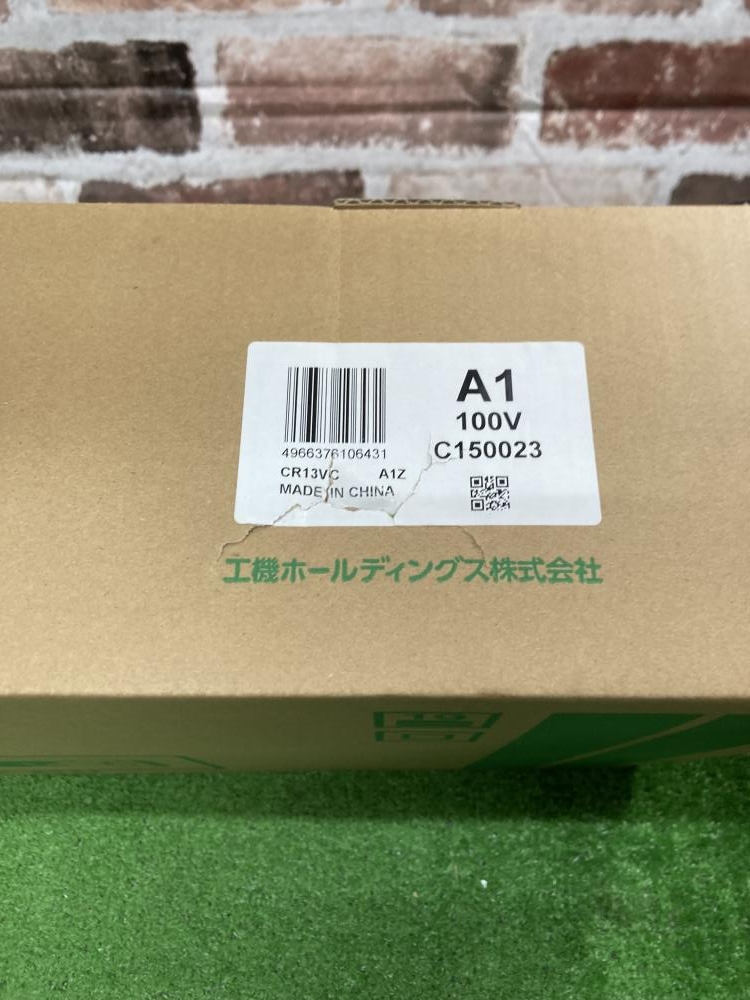 A1
100V
C150023
4966376106431
CR13VC A1Z
MADE IN CHINA
工機ホールディングス株式会社